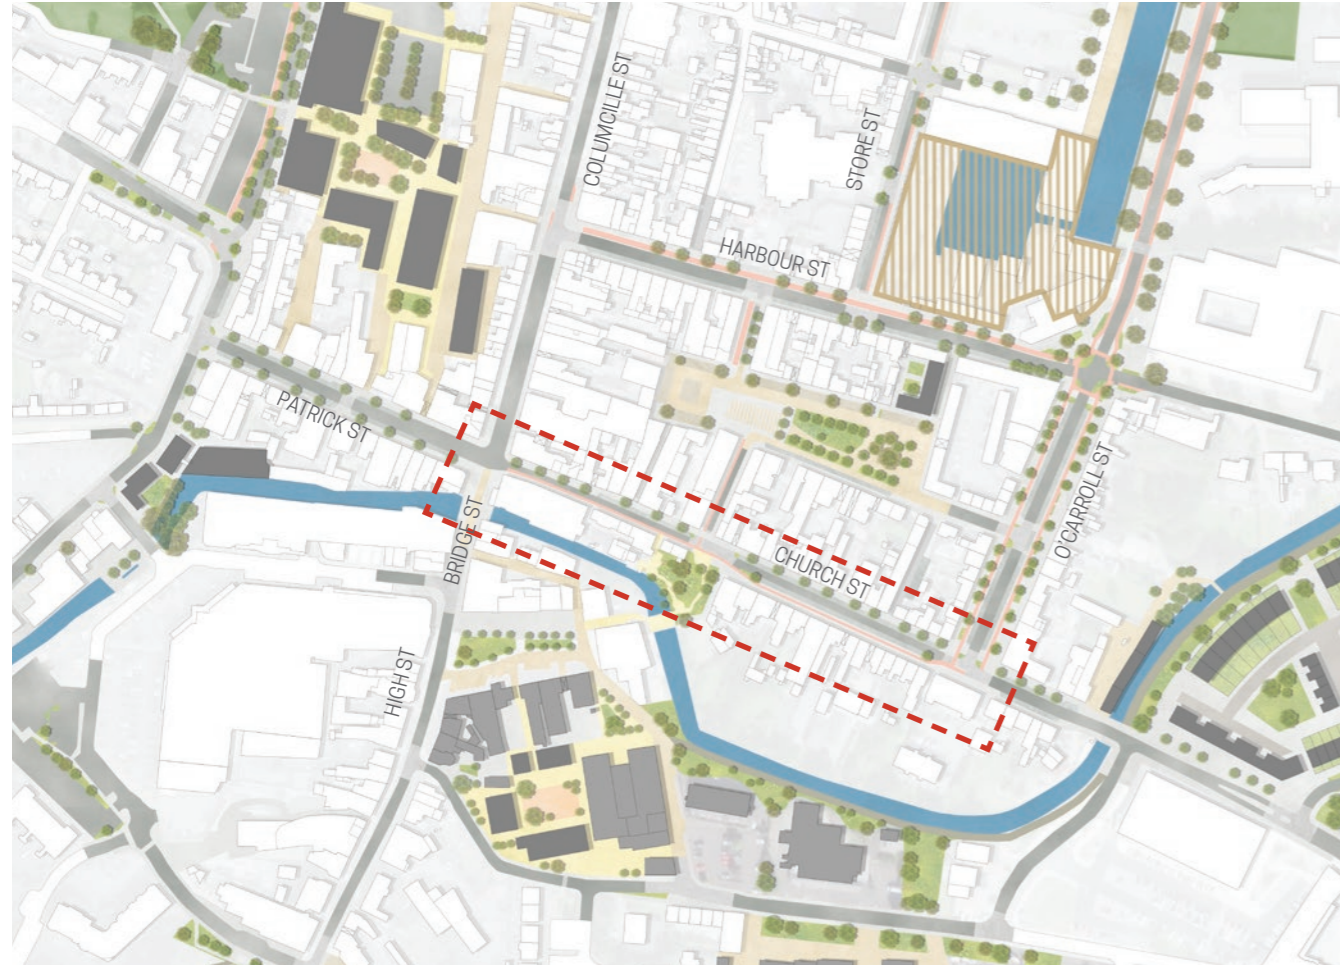 COLUMCILLE ST
STORE ST
HARBOUR ST
PATRICK ST
BRIDGE ST
CHURCH ST
O'CARROLL ST
HIGH ST